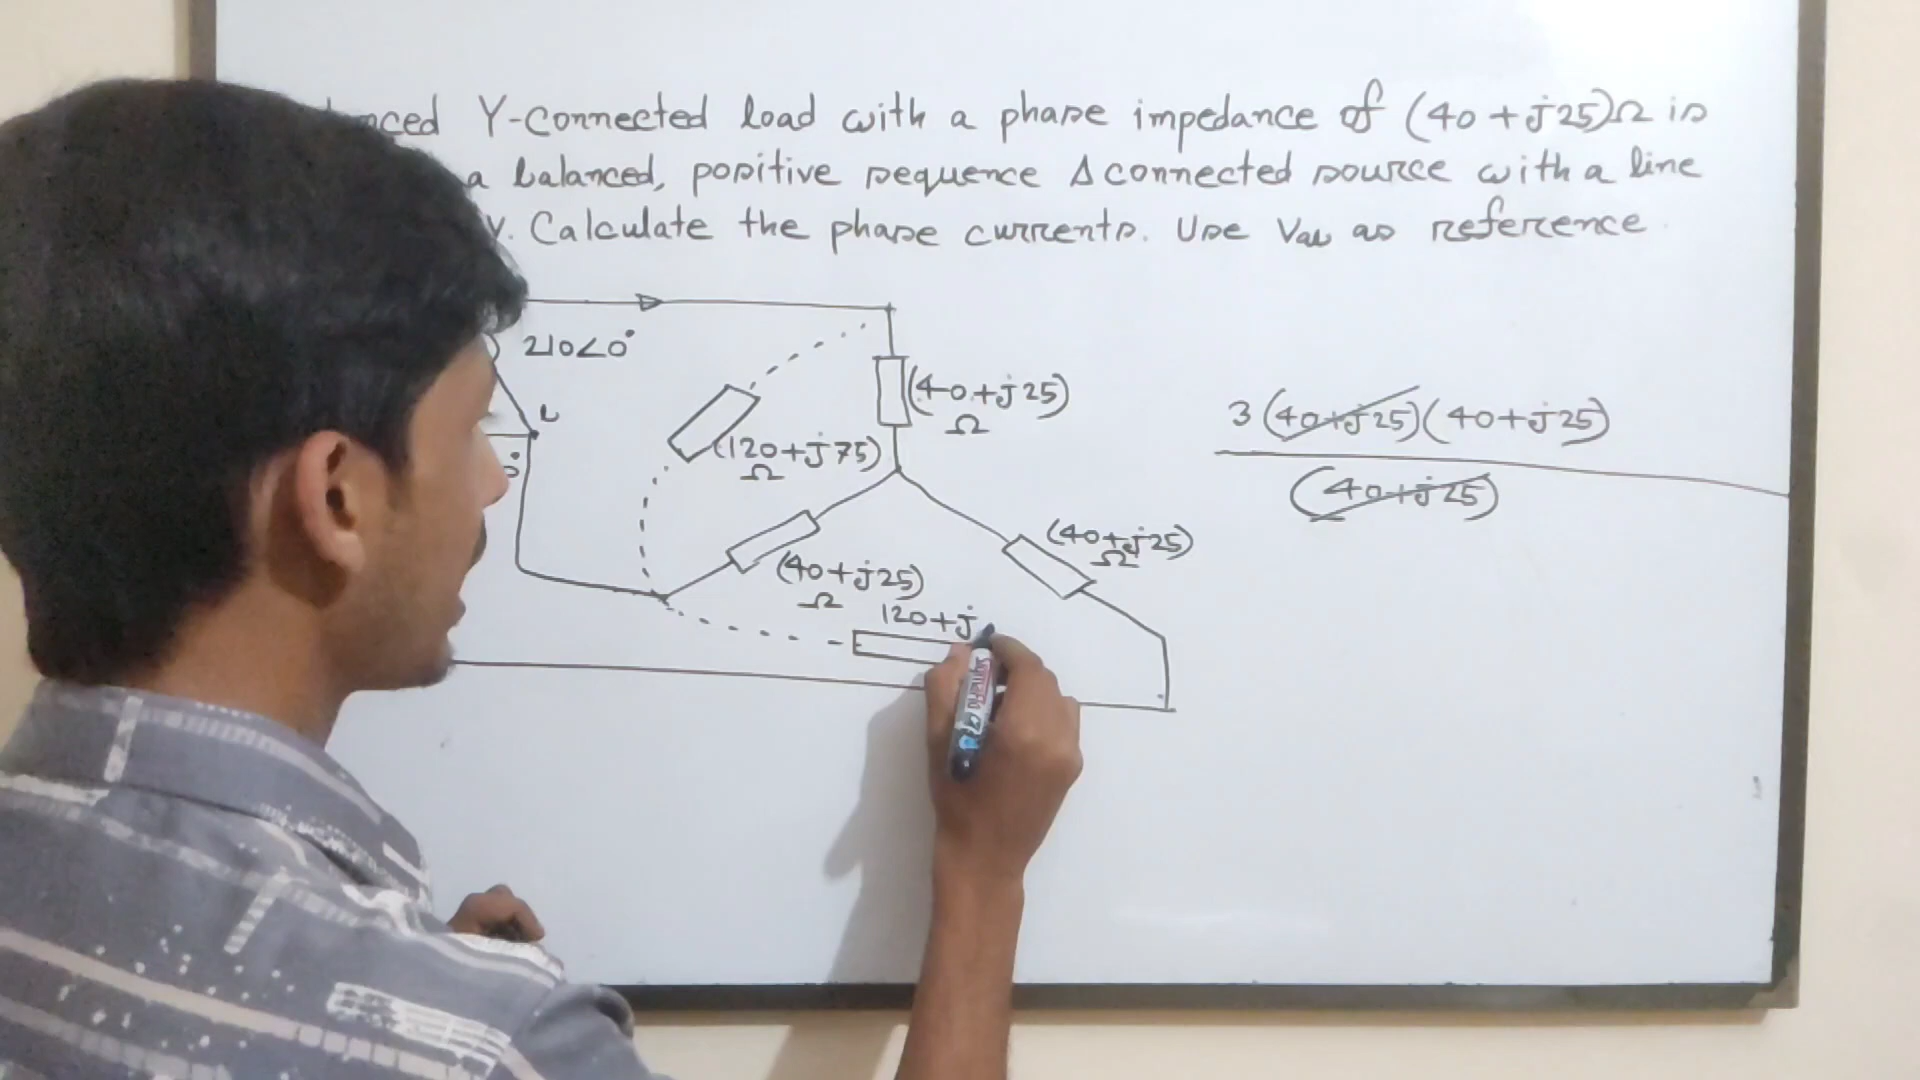 Y-Connected load with a phase impedance of (40+j25)Ω is
a balanced, positive sequence Δ connected source with a line
V. Calculate the phase currents. Use Vab as reference.
210∠0°
(40+j25)
Ω
3(40+j25)(40+j25)
(40+j25)
(120+j75)
Ω
(40+j25)
Ω
(40+j25)
Ω
120+j